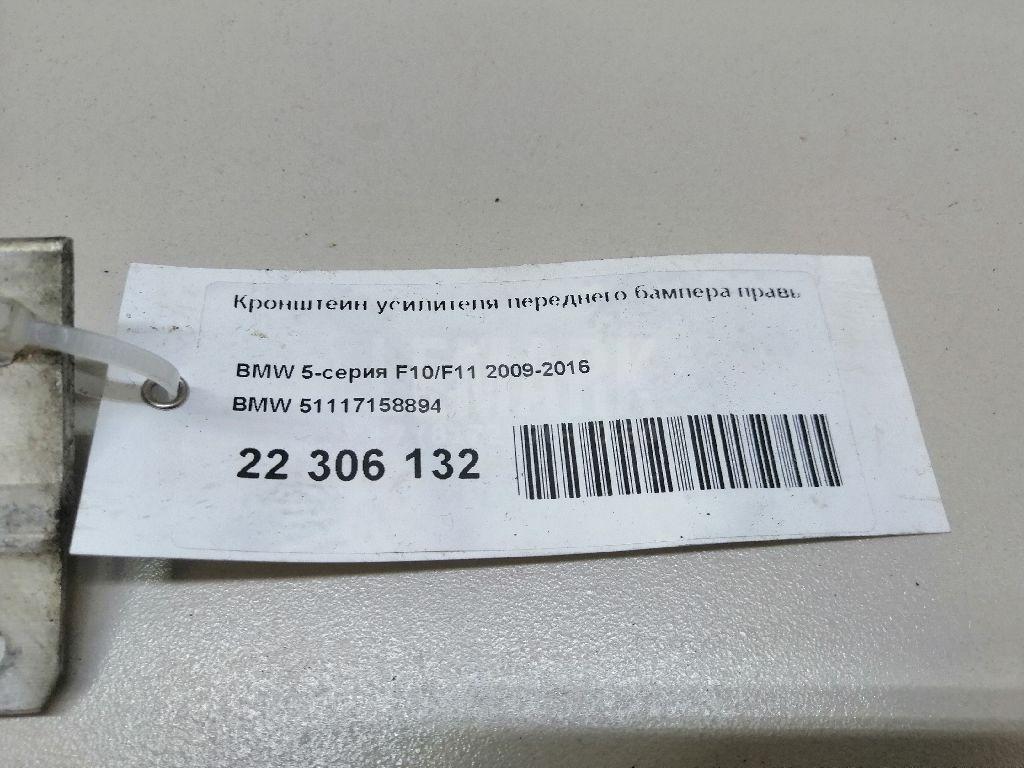 Кронштейн усилителя переднего бампера правы
BMW 5-серия F10/F11 2009-2016
BMW 51117158894
22 306 132